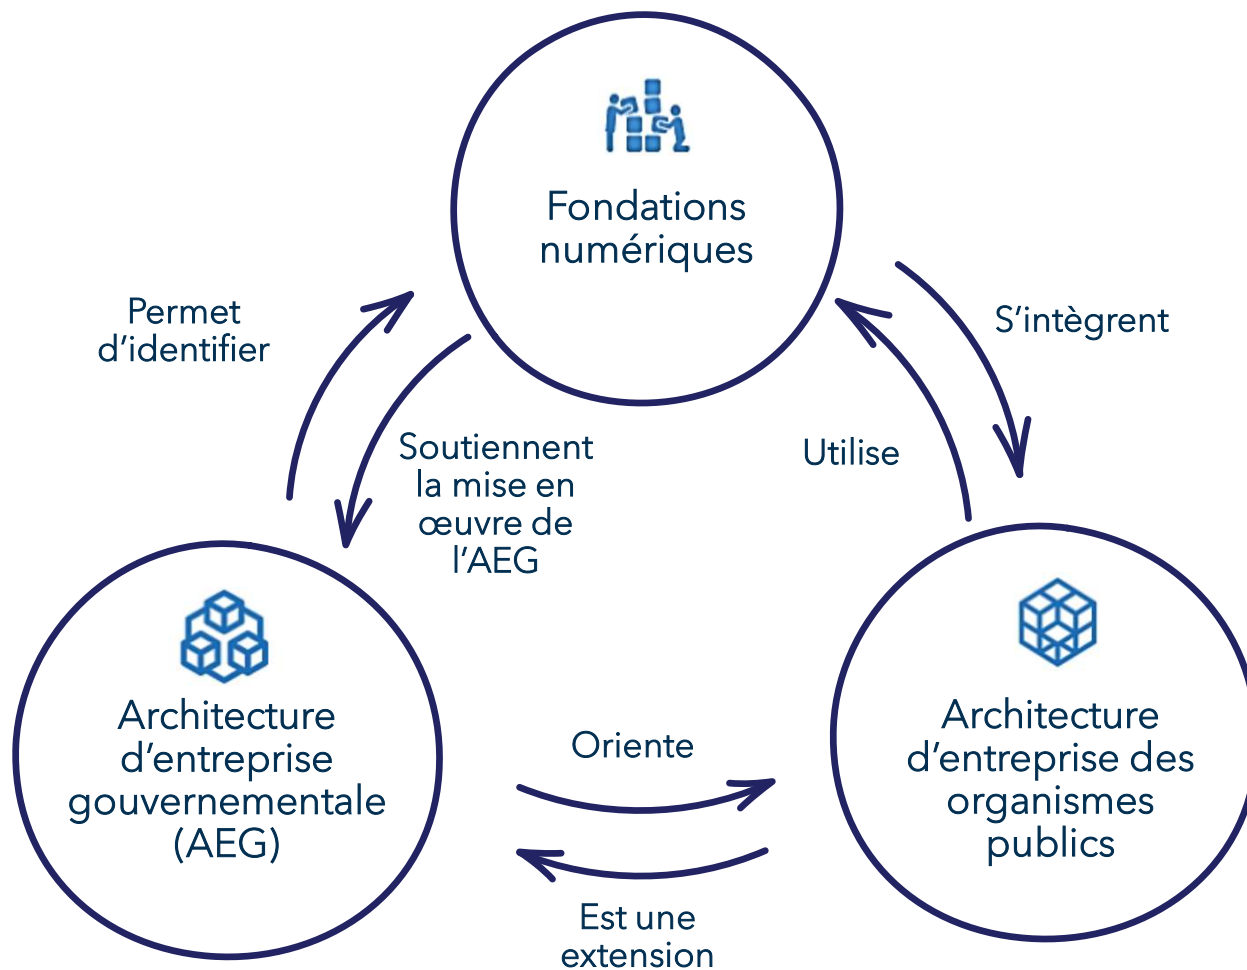 Fondations
numériques
Permet
d'identifier
S'intègrent
Soutiennent
la mise en
œuvre de
l'AEG
Utilise
Architecture
d'entreprise
gouvernementale
(AEG)
Oriente
Architecture
d'entreprise des
organismes
publics
Est une
extension